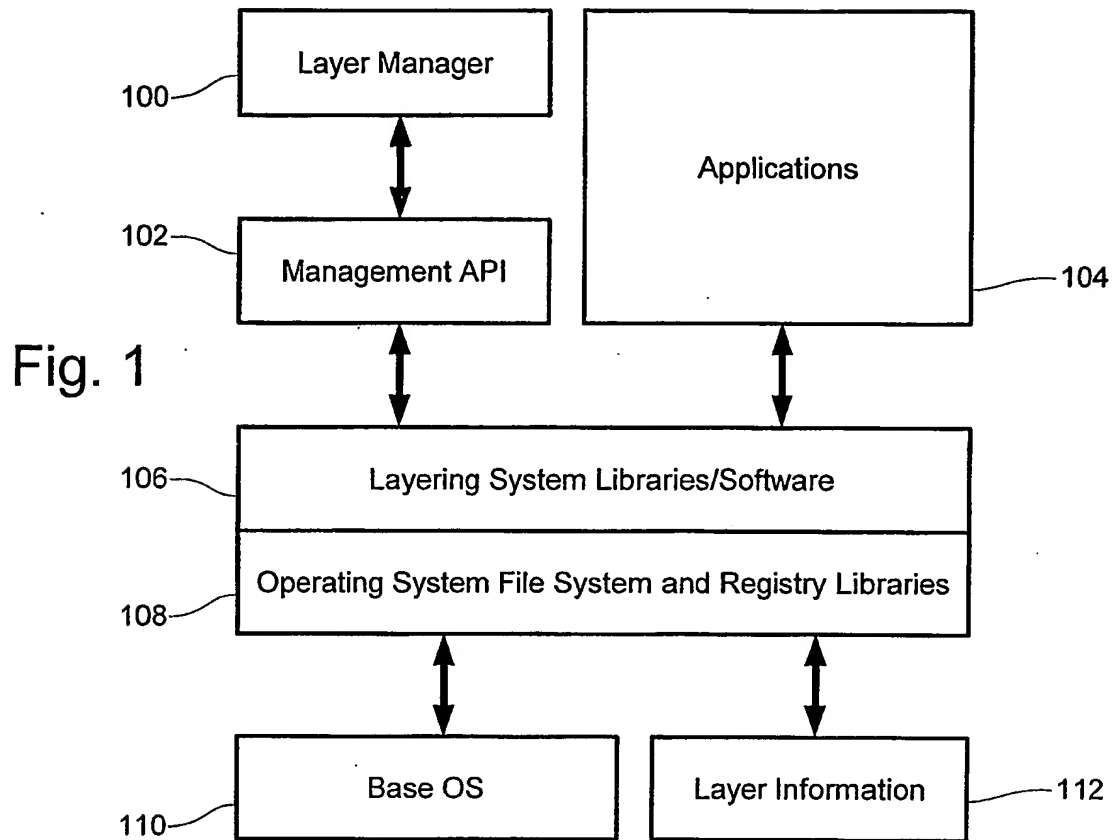 Layer Manager
100
Applications
102
Management API
104
Fig. 1
106
Layering System Libraries/Software
Operating System File System and Registry Libraries
108
Base OS
Layer Information
112
110